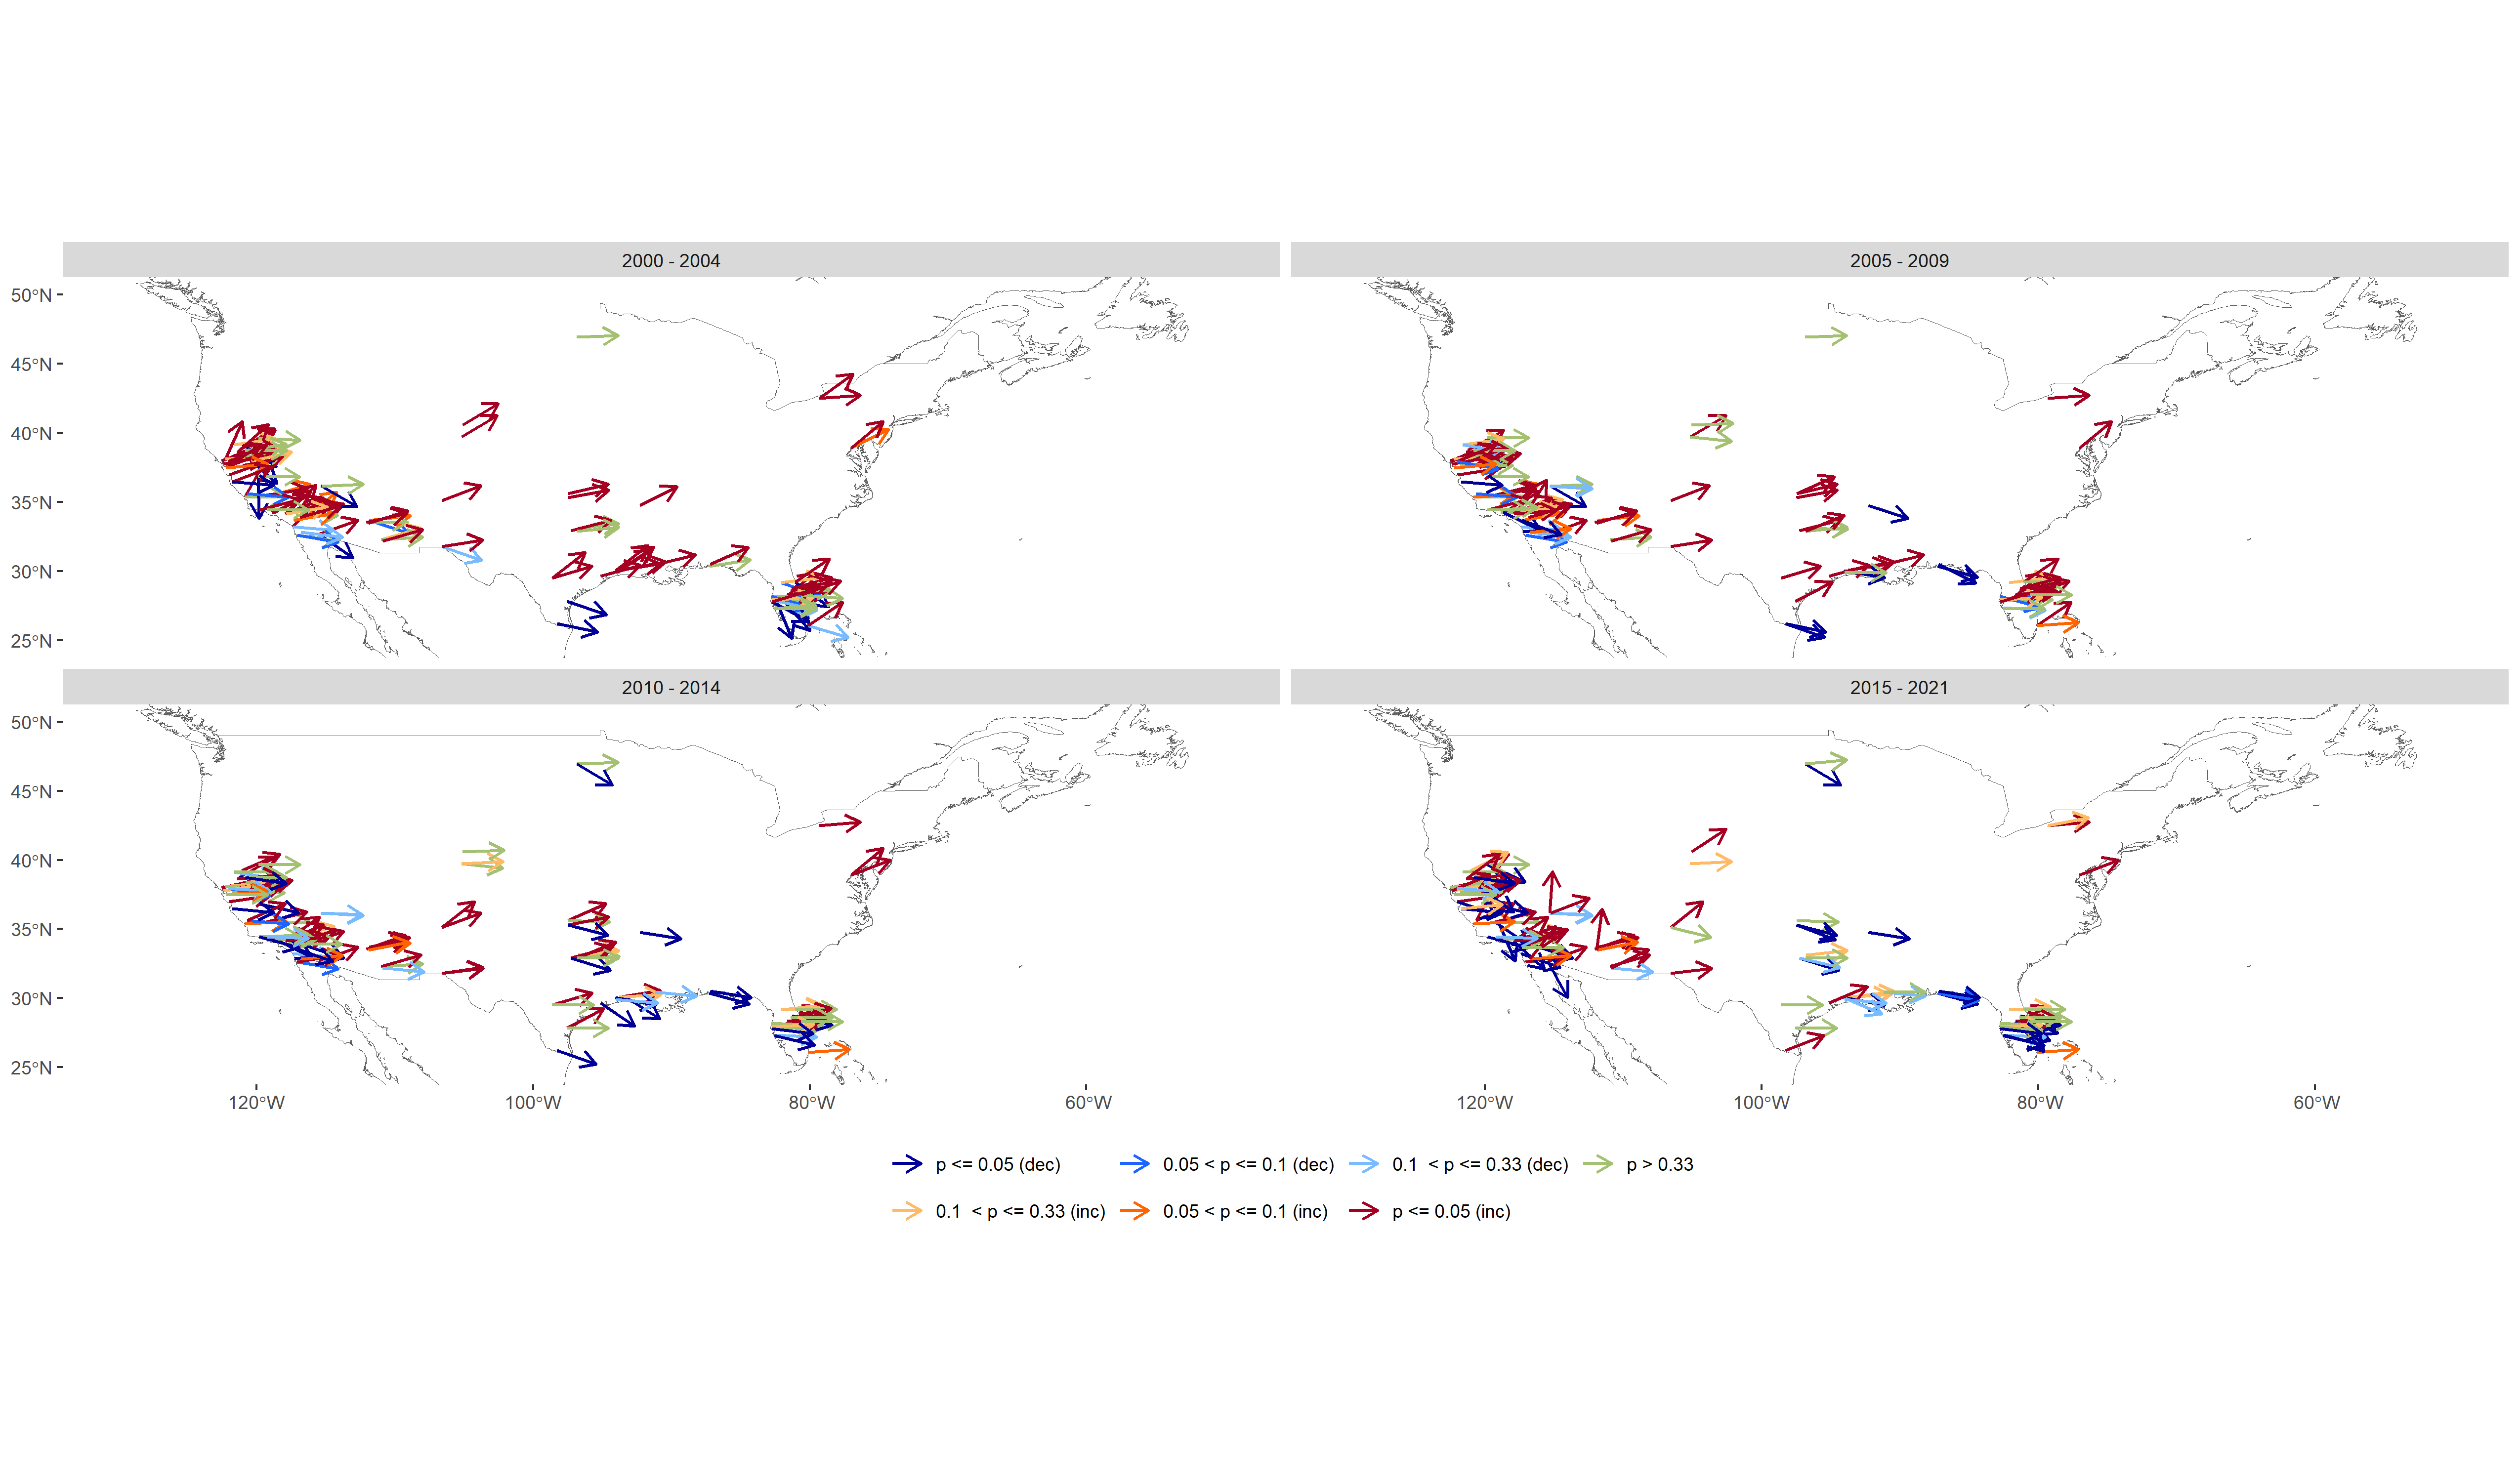 2000 - 2004
2005 - 2009
50°N
45°N
40°N
35°N
30°N
25°N
2010 - 2014
2015 - 2021
50°N
45°N
40°N
35°N
30°N
25°N
120°W
100°W
80°W
60°W
120°W
100°W
80°W
60°W
p <= 0.05 (dec)
0.05 < p <= 0.1 (dec)
0.1 < p <= 0.33 (dec)
p > 0.33
0.1 < p <= 0.33 (inc)
0.05 < p <= 0.1 (inc)
p <= 0.05 (inc)